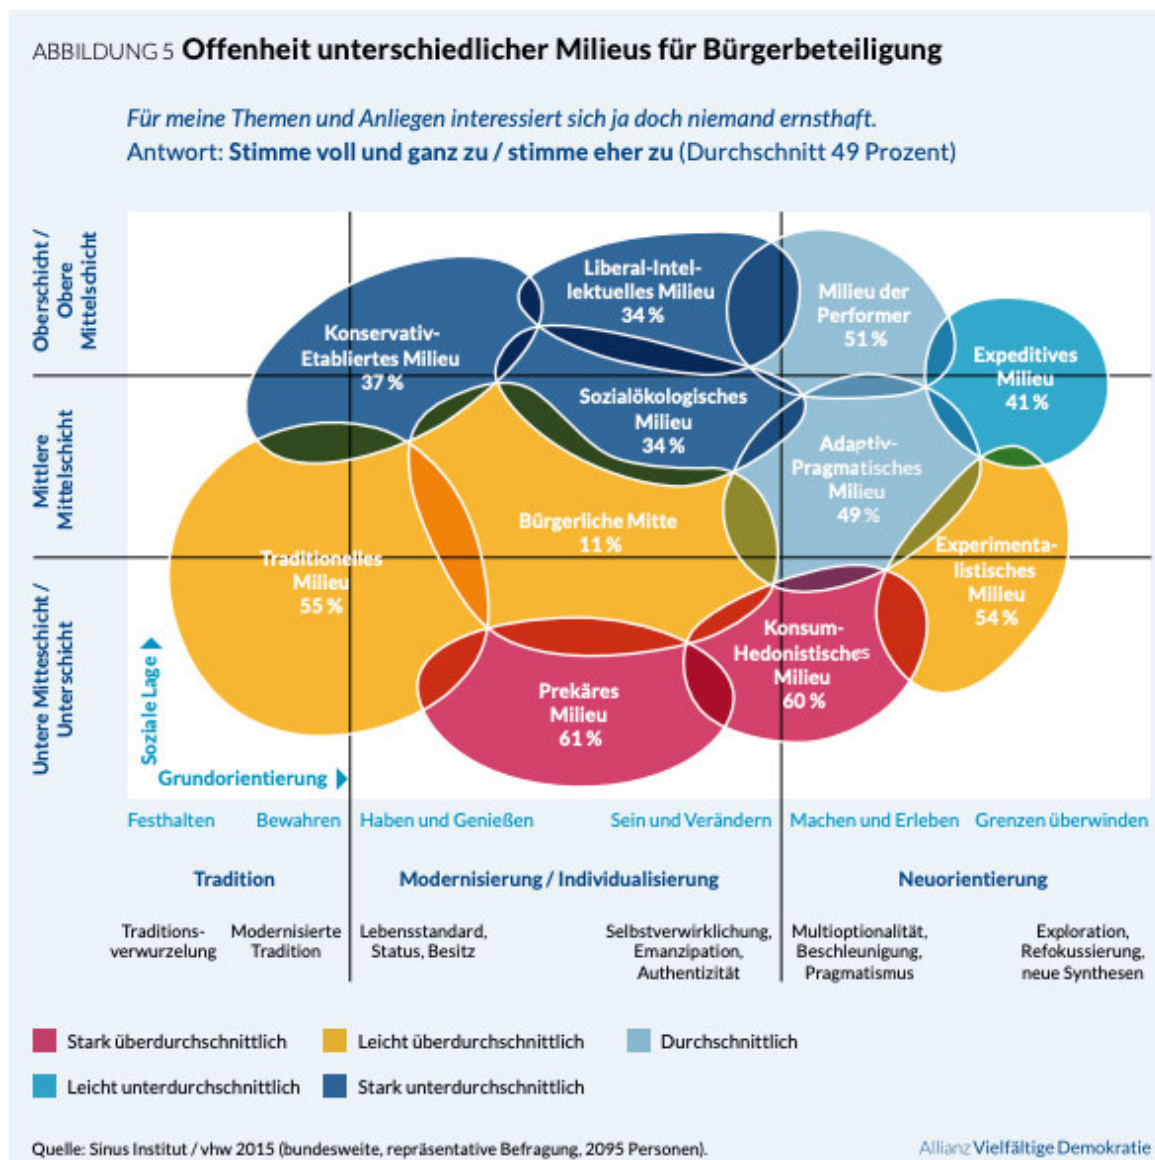 ABBILDUNG 5 Offenheit unterschiedlicher Milieus für Bürgerbeteiligung
Für meine Themen und Anliegen interessiert sich ja doch niemand ernsthaft.
Antwort: Stimme voll und ganz zu / stimme eher zu (Durchschnitt 49 Prozent)
Oberschicht /
Obere
Mittelschicht
Mittlere
Mittelschicht
Untere Mitteschicht /
Unterschicht
Konservativ-
Etabliertes Milieu
37 %
Liberal-Intel-
lektuelles Milieu
34 %
Milieu der
Performer
51 %
Expeditives
Milieu
41 %
Sozialökologisches
Milieu
34 %
Adaptiv-
Pragmatisches
Milieu
49 %
Bürgerliche Mitte
11 %
Traditionelles
Milieu
55 %
Experimenta-
listisches
Milieu
54 %
Konsum-
Hedonistisches
Milieu
60 %
Prekäres
Milieu
61 %
Soziale Lage
Grundorientierung
Festhalten Bewahren Haben und Genießen Sein und Verändern Machen und Erleben Grenzen überwinden
Tradition Modernisierung / Individualisierung Neuorientierung
Traditions-
verwurzelung
Modernisierte
Tradition
Lebensstandard,
Status, Besitz
Selbstverwirklichung,
Emanzipation,
Authentizität
Multioptionalität,
Beschleunigung,
Pragmatismus
Exploration,
Refokussierung,
neue Synthesen
Stark überdurchschnittlich Leicht überdurchschnittlich Durchschnittlich
Leicht unterdurchschnittlich Stark unterdurchschnittlich
Quelle: Sinus Institut / vhw 2015 (bundesweite, repräsentative Befragung, 2095 Personen).
Allianz Vielfältige Demokratie